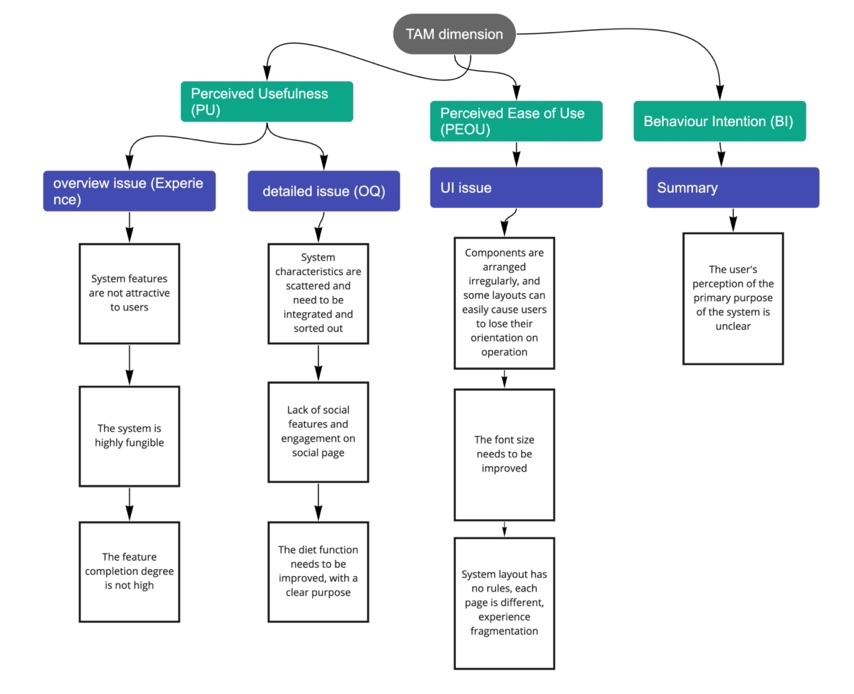 TAM dimension
Perceived Usefulness
(PU)
Perceived Ease of Use
(PEOU)
Behaviour Intention (BI)
overview issue (Experie
nce)
detailed issue (OQ)
UI issue
Summary
System features
are not attractive
to users
The system is
highly fungible
The feature
completion degree
is not high
System
characteristics are
scattered and
need to be
integrated and
sorted out
Lack of social
features and
engagement on
social page
The diet function
needs to be
improved, with a
clear purpose
Components are
arranged
irregularly, and
some layouts can
easily cause users
to lose their
orientation on
operation
The font size
needs to be
improved
System layout has
no rules, each
page is different,
experience
fragmentation
The user's
perception of the
primary purpose
of the system is
unclear